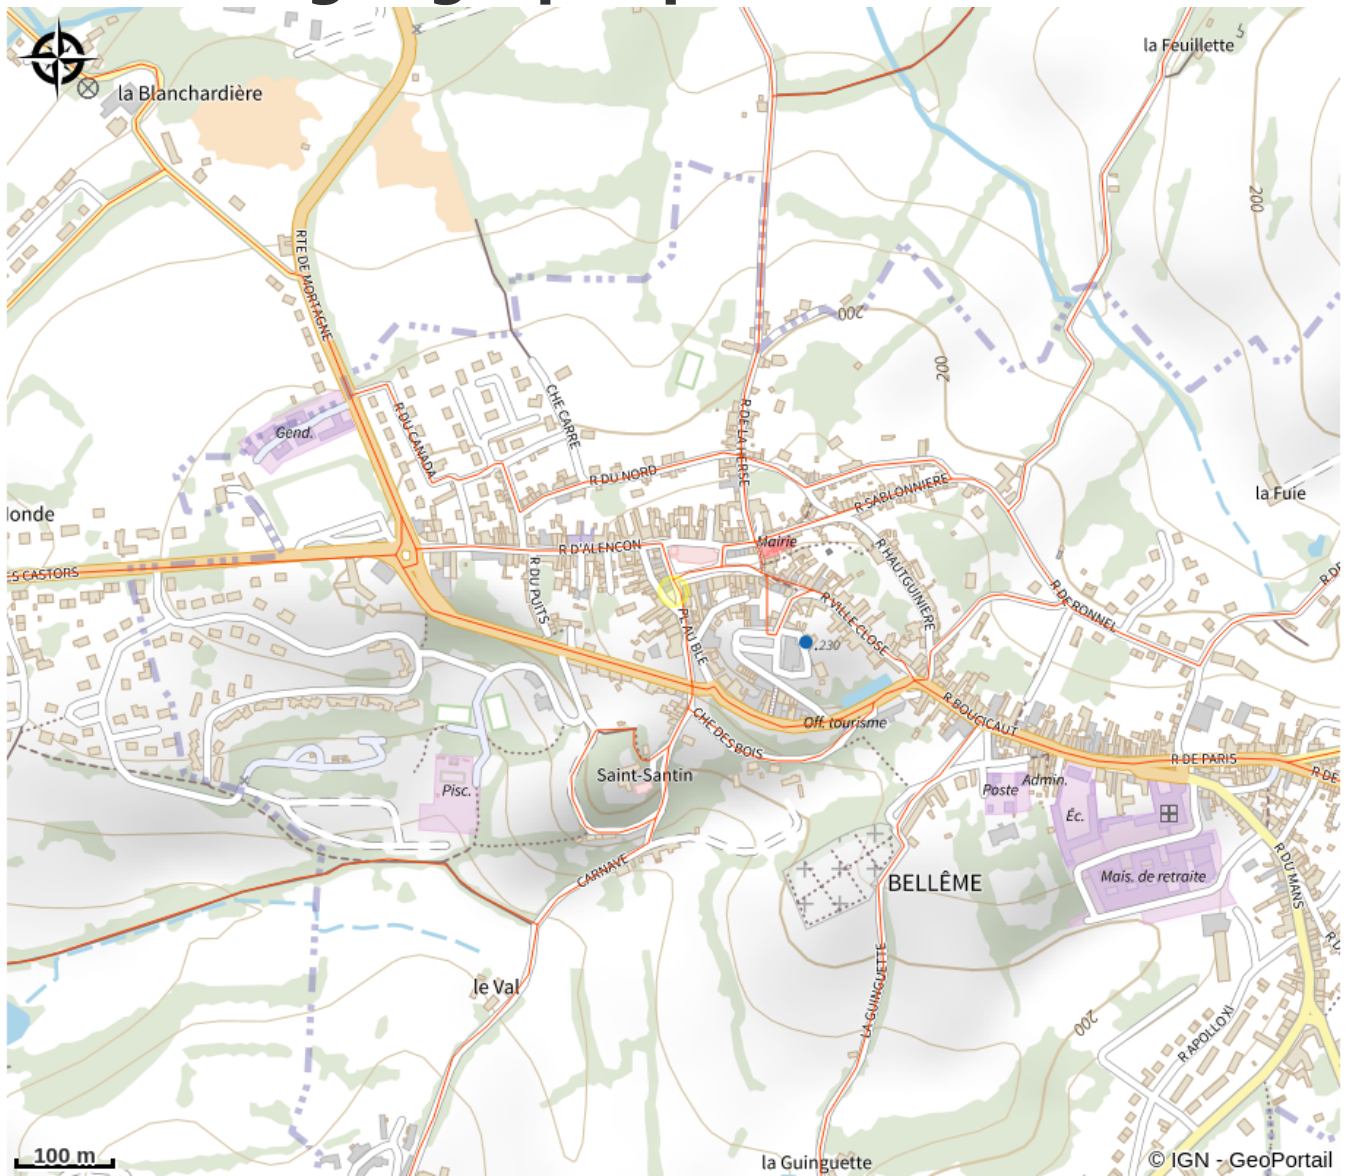 la Feuillette
5
la Blanchardière
200
RTE DE MORTAGNE
200
200
CHE CARRE
R DU CANADA
R DE LA HERSE
Gend.
R DU NORD
R SABLONNIERE
la Fuie
londe
Mairie
R D'ALENCON
R HAUTGUINIERE
S CASTORS
R DU PUITS
R DE BONNEL
R DE
R VILLE CLOSE
PL AU BLE
.230
R BOUCICAUT
Off. tourisme
CHE DES BOIS
R DE PARIS
R DE
Saint-Santin
Admin.
Pisc.
Poste
Éc.
CARNAVE
BELLÊME
Mais. de retraite
R DU MANS
R D
LA GUINGUETTE
le Val
200
R APOLLO XI
100 m
la Guinguette
© IGN - GeoPortail